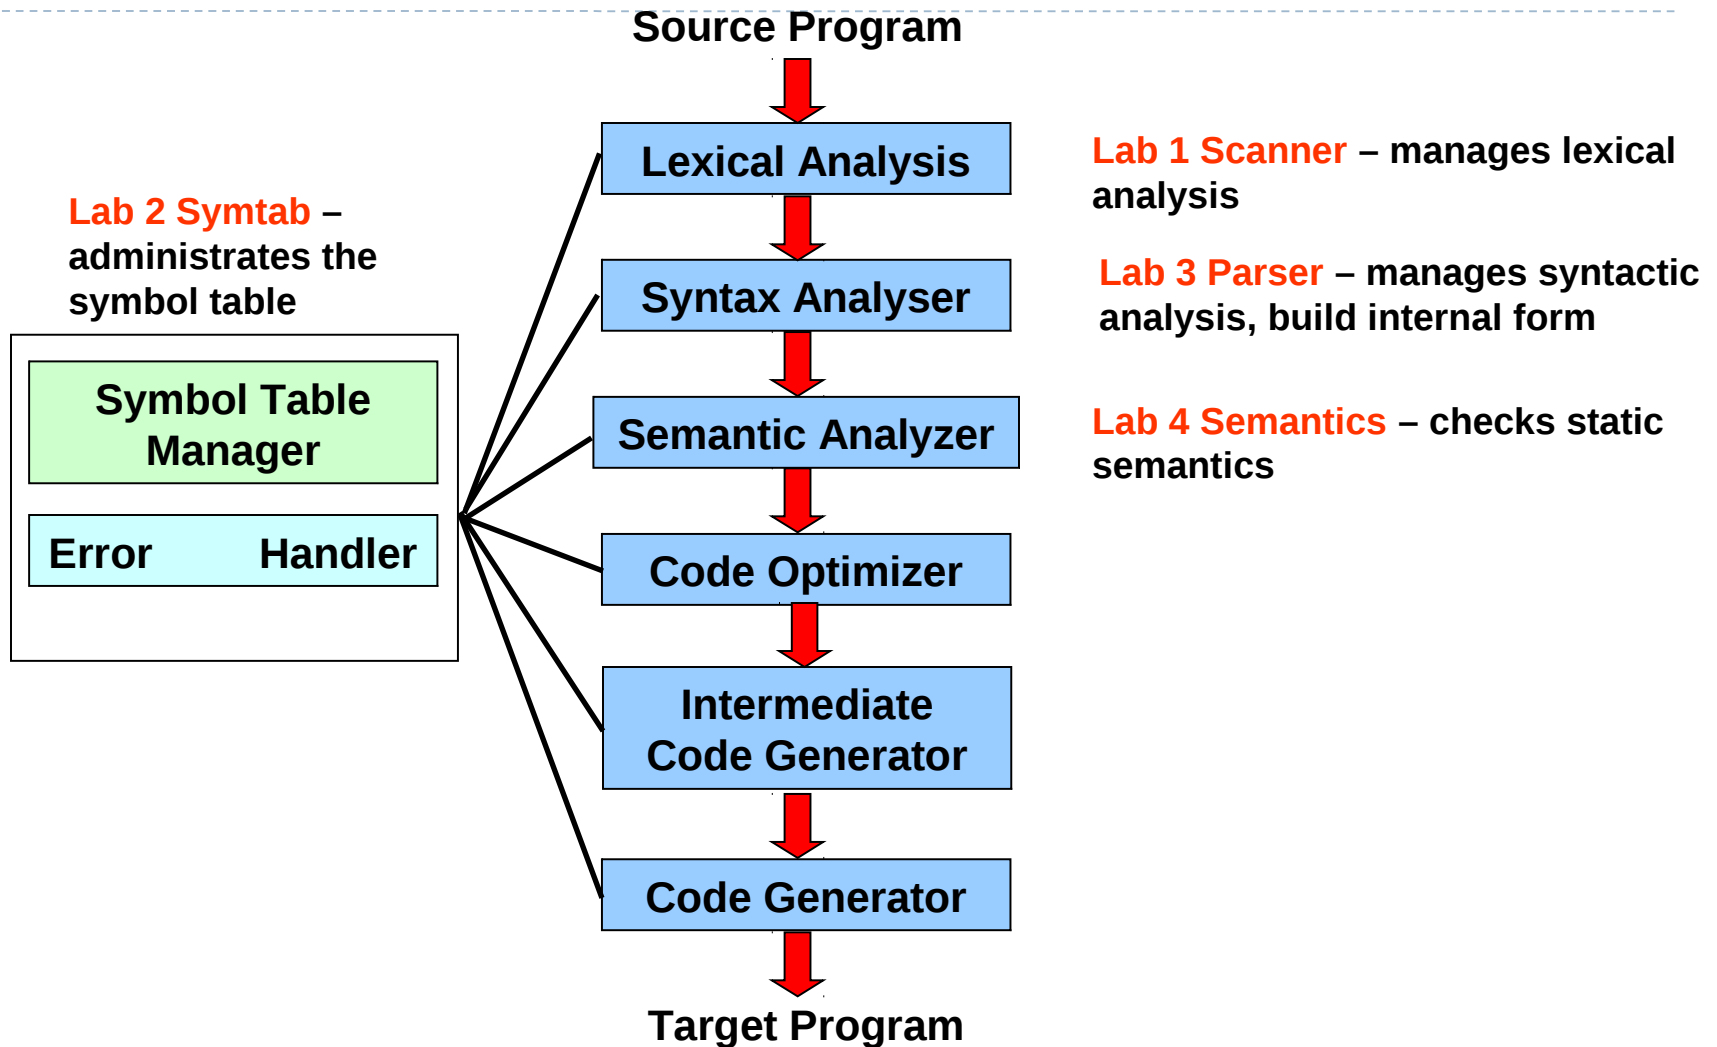 Source Program
Lexical Analysis
Lab 1 Scanner – manages lexical
analysis
Lab 2 Symtab –
administrates the
symbol table
Syntax Analyser
Lab 3 Parser – manages syntactic
analysis, build internal form
Symbol Table
Manager
Semantic Analyzer
Lab 4 Semantics – checks static
semantics
Error Handler
Code Optimizer
Intermediate
Code Generator
Code Generator
Target Program